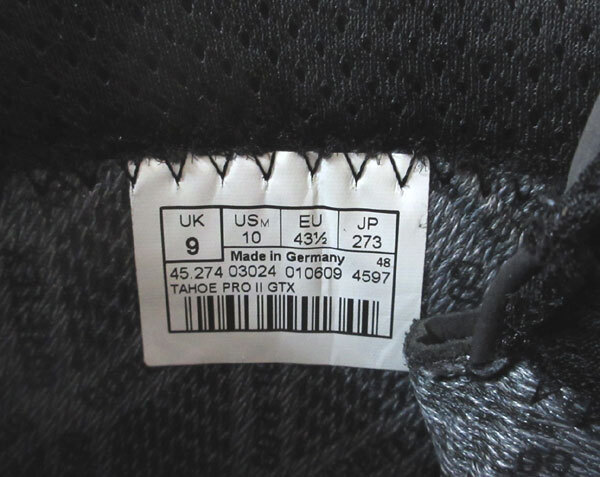 UK USM EU JP
9 10 43½ 273
Made in Germany 48
45.274 03024 010609 4597
TAHOE PRO II GTX